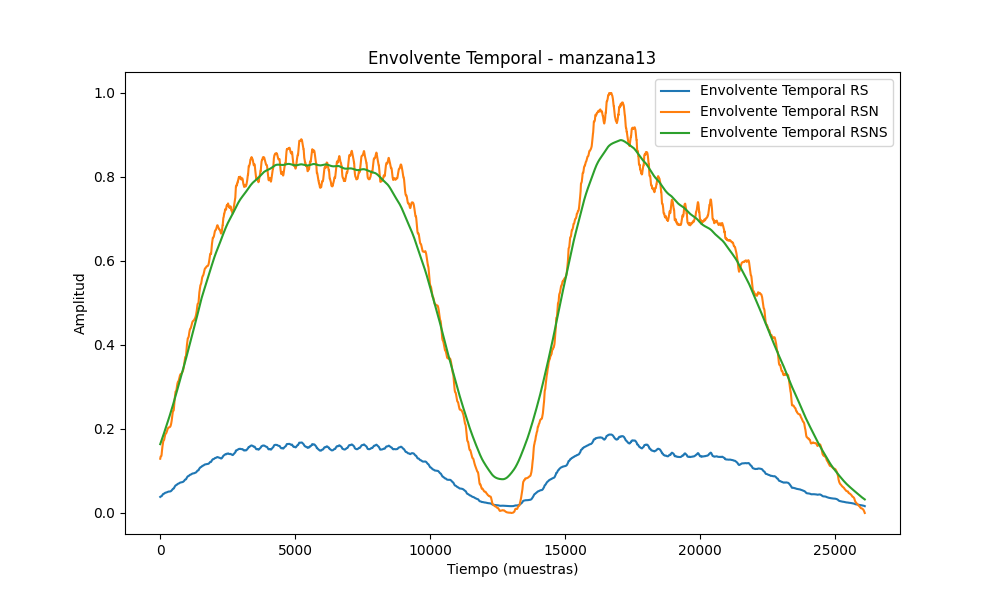 Envolvente Temporal - manzana13
Envolvente Temporal RS
Envolvente Temporal RSN
Envolvente Temporal RSNS
Amplitud
1.0
0.8
0.6
0.4
0.2
0.0
0 5000 10000 15000 20000 25000
Tiempo (muestras)